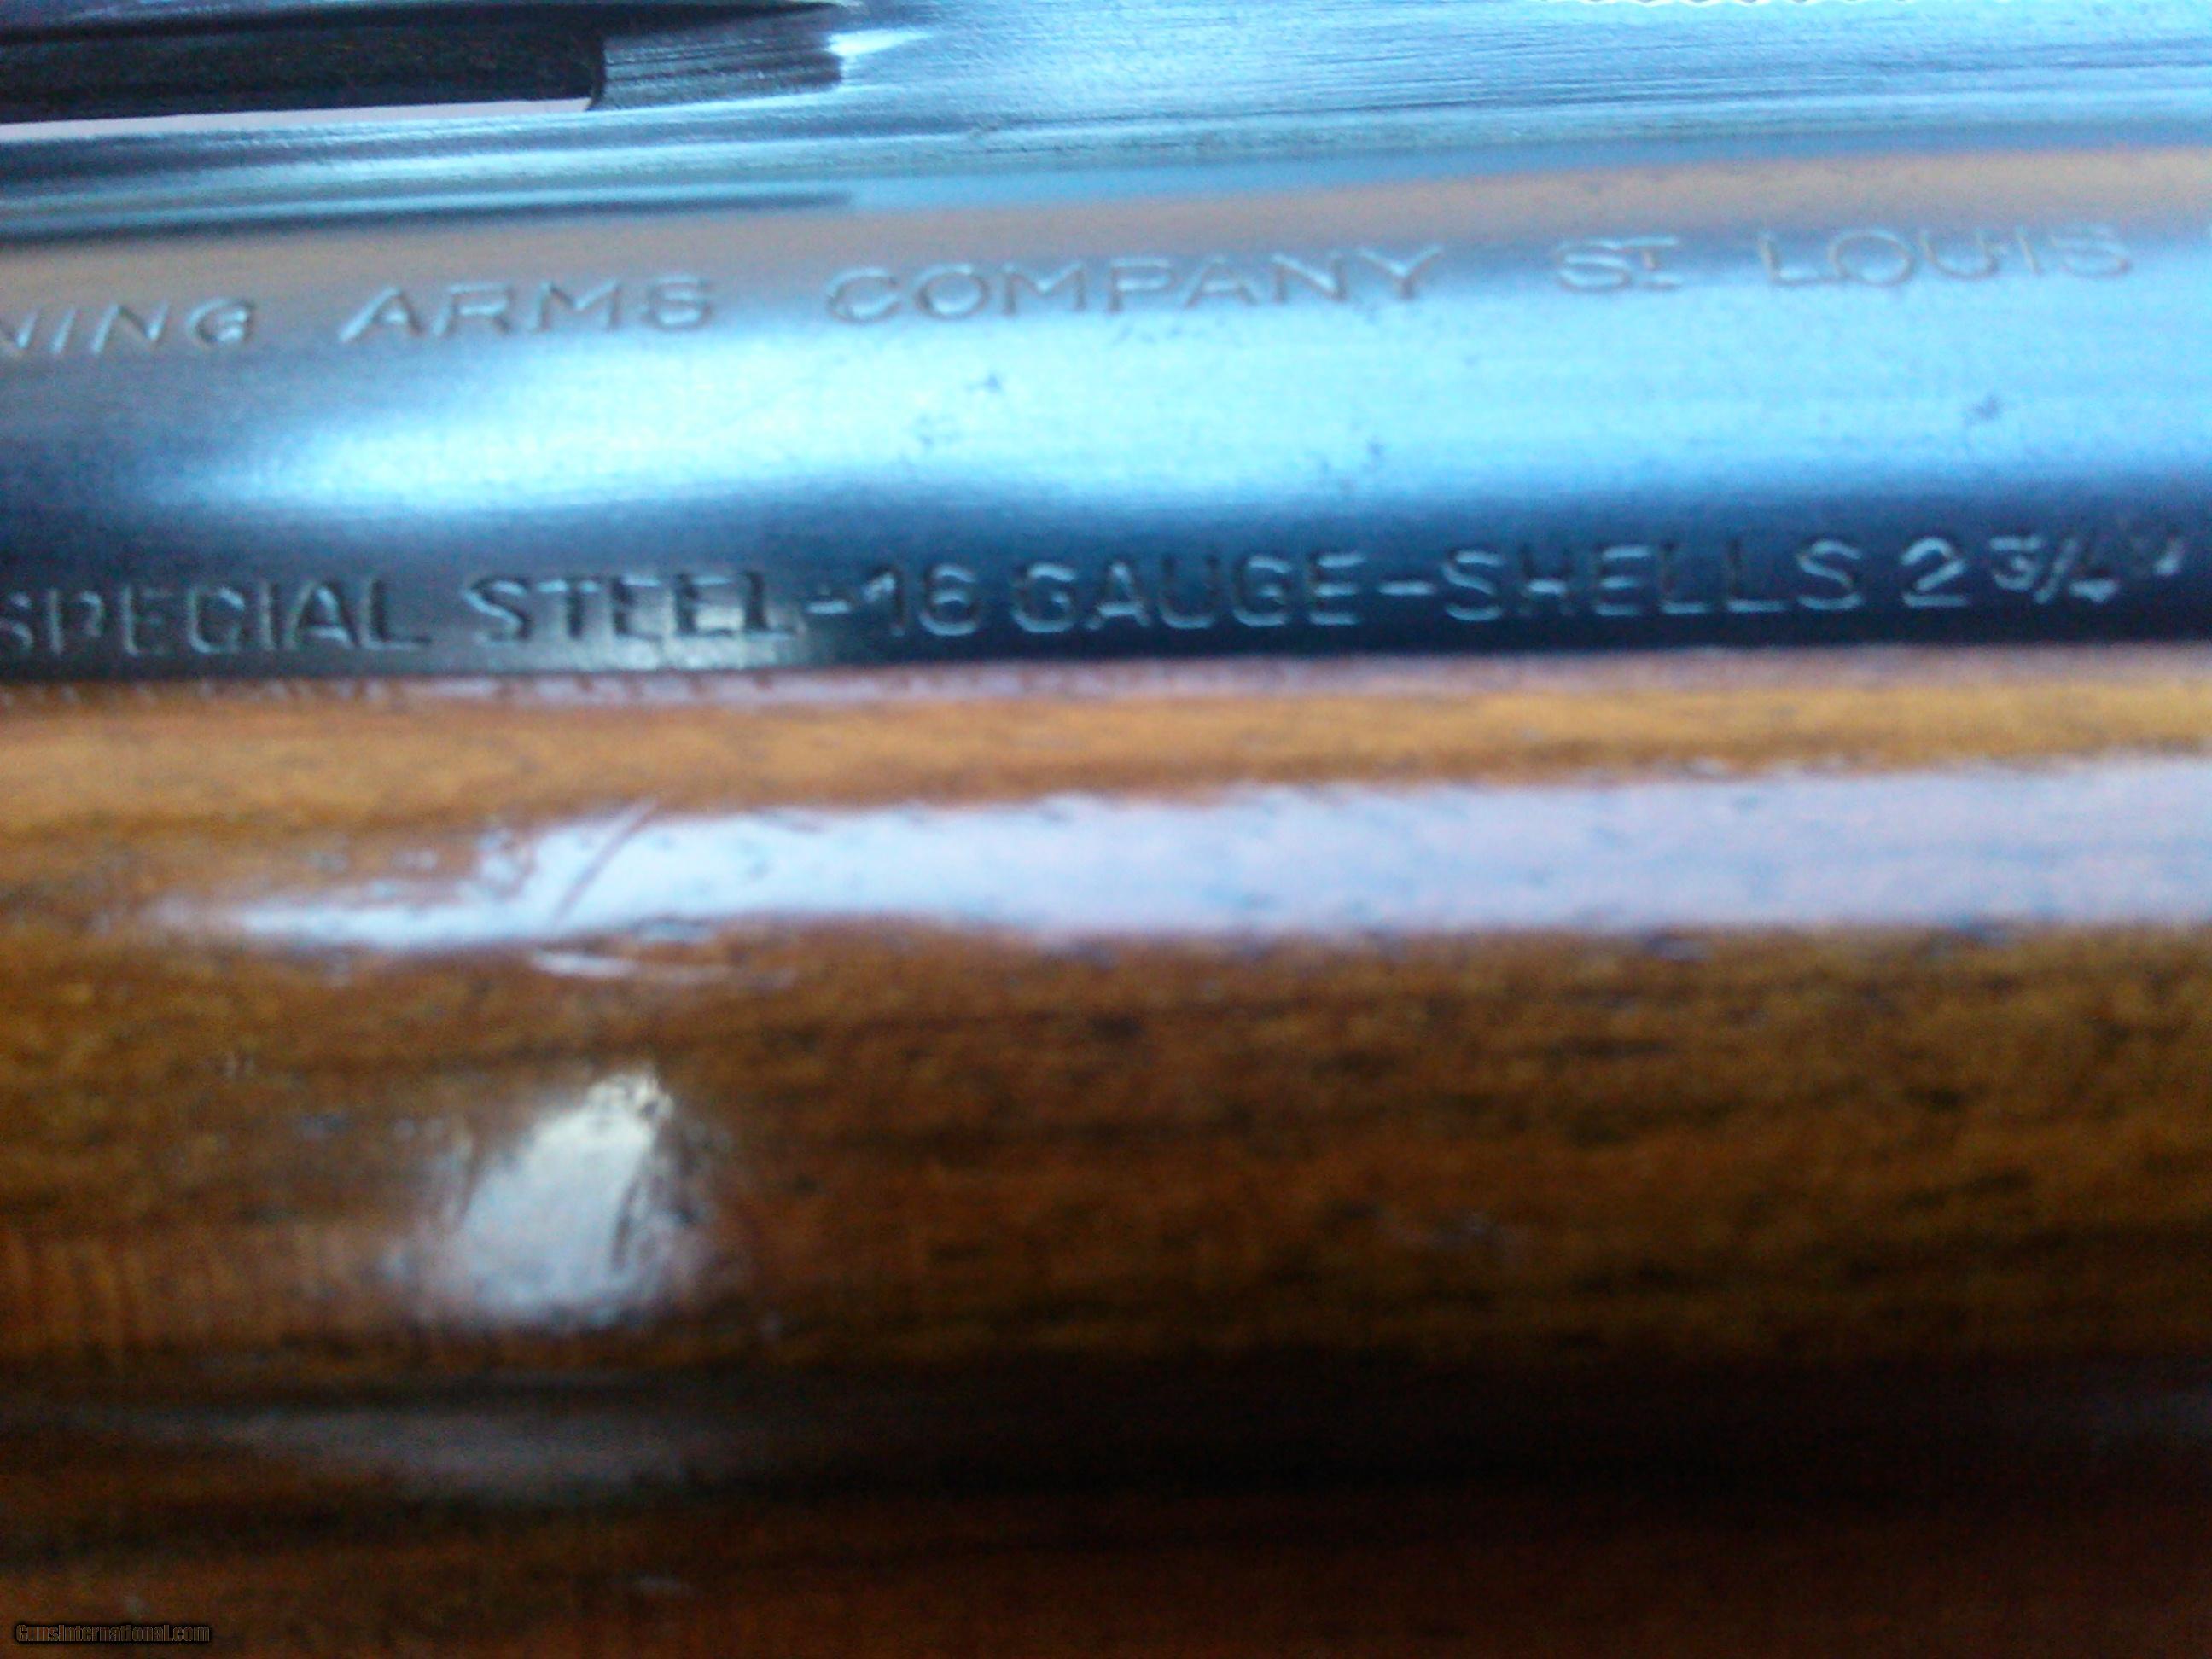 NING ARMS COMPANY ST LOUIS
SPECIAL STEEL-16 GAUGE-SHELLS 2 3/4"
GunsInternational.com